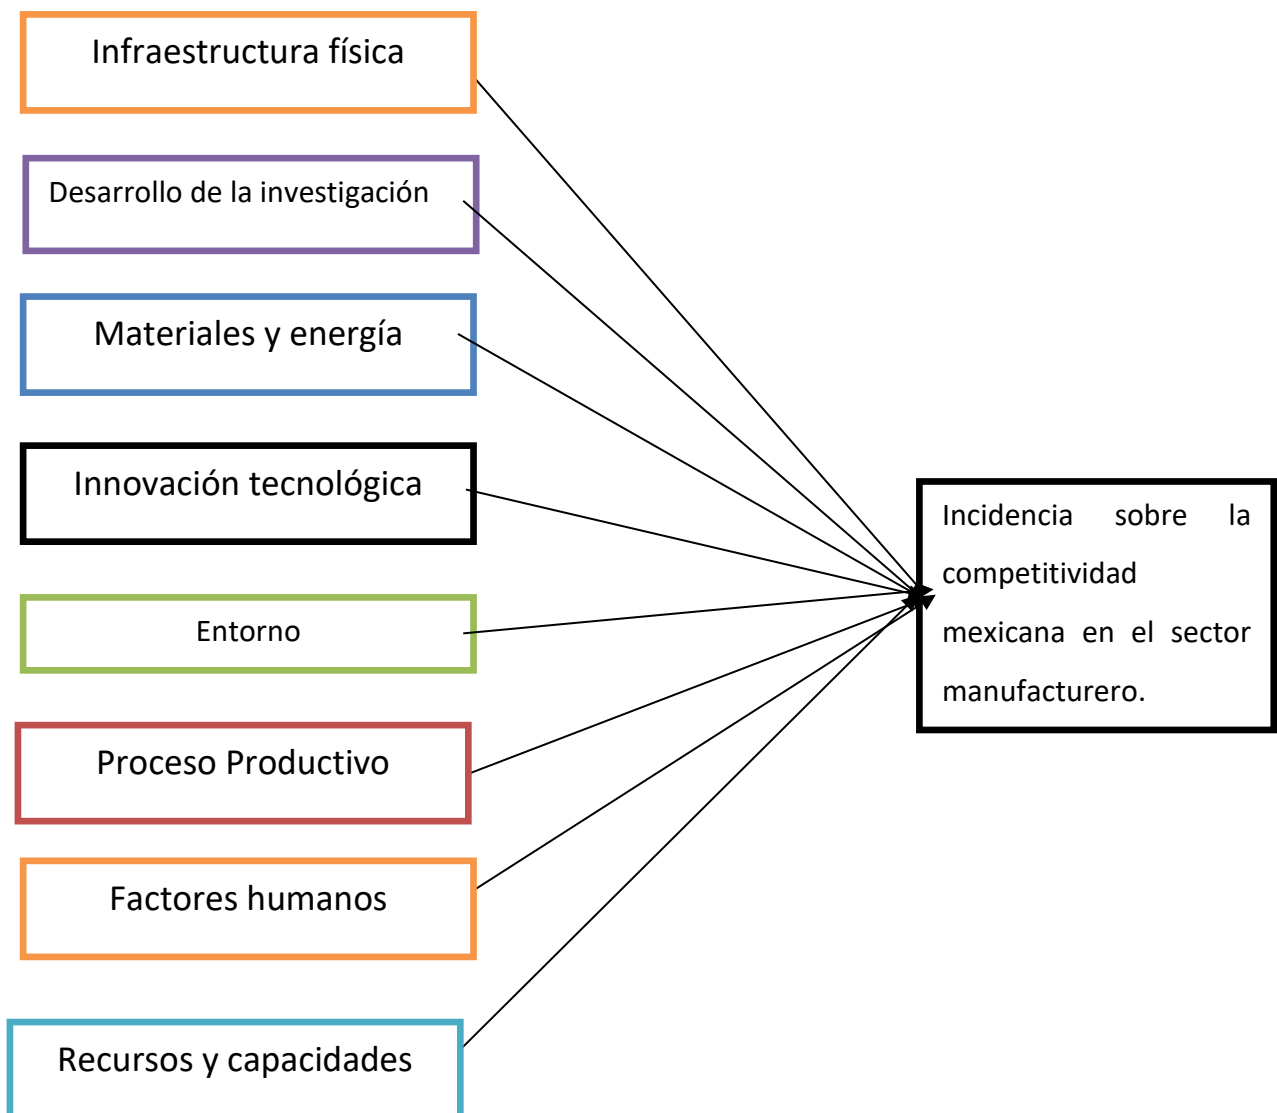 Infraestructura física
Desarrollo de la investigación
Materiales y energía
Innovación tecnológica
Entorno
Proceso Productivo
Factores humanos
Recursos y capacidades
Incidencia sobre la
competitividad
mexicana en el sector
manufacturero.